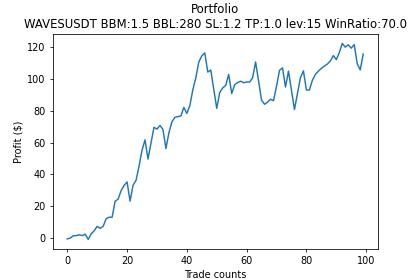 Portfolio
WAVESUSDT BBM:1.5 BBL:280 SL:1.2 TP:1.0 lev:15 WinRatio:70.0
120
100
80
60
40
20
0
Profit ($)
0 20 40 60 80 100
Trade counts